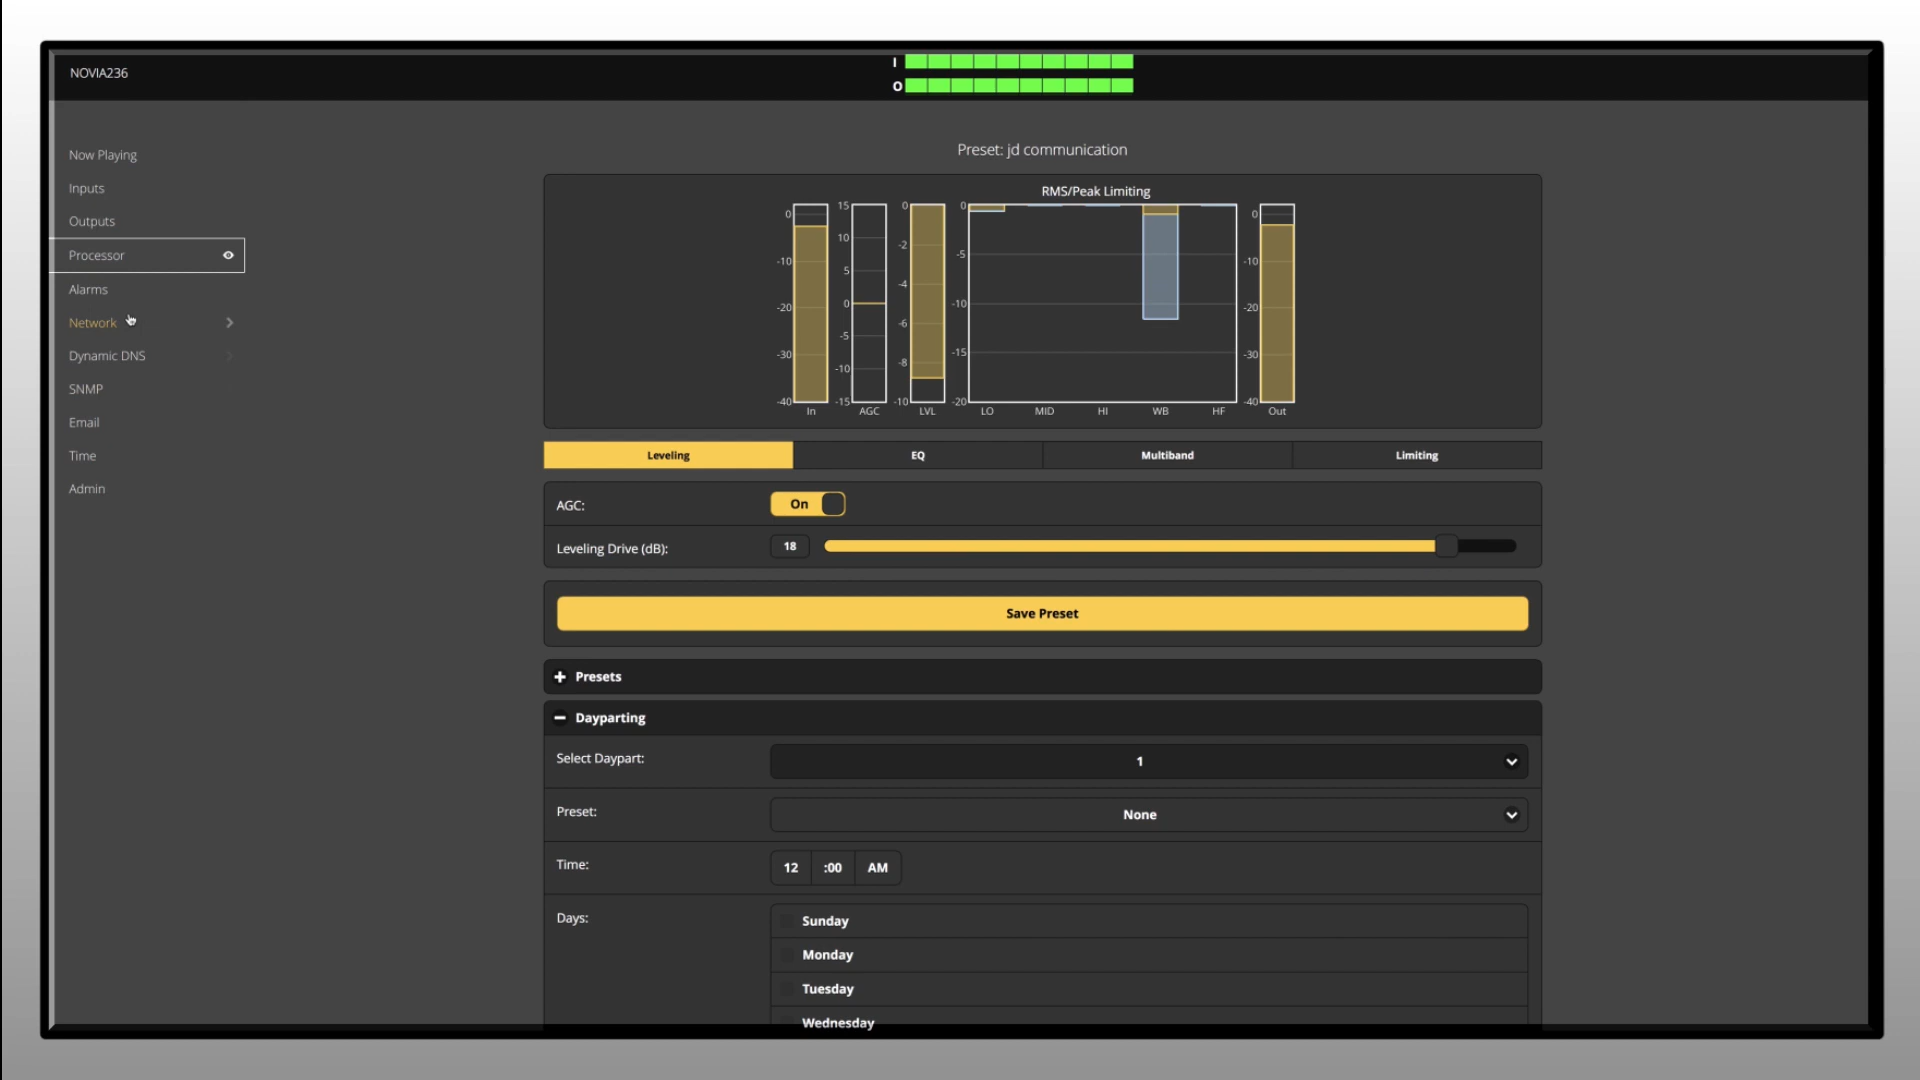 NOVIA236
I
O
Now Playing
Inputs
Outputs
Processor
Alarms
Network
Dynamic DNS
SNMP
Email
Time
Admin
Preset: jd communication
RMS/Peak Limiting
0
-10
-20
-30
-40
In
15
10
5
0
-5
-10
-15
AGC
0
-2
-4
-6
-8
-10
LVL
0
-5
-10
-15
-20
LO MID HI WB HF
0
-10
-20
-30
-40
Out
Leveling EQ Multiband Limiting
AGC: On
Leveling Drive (dB): 18
Save Preset
Presets
Dayparting
Select Daypart: 1
Preset: None
Time: 12 :00 AM
Days: Sunday
Monday
Tuesday
Wednesday